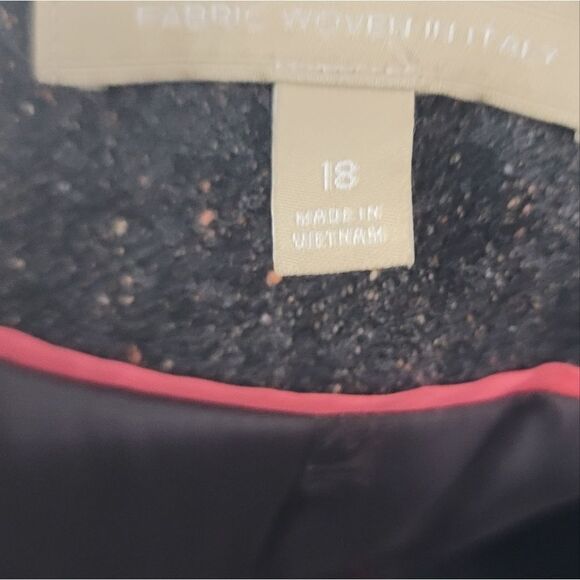 FABRIC WOVEN IN ITALY
18
MADE IN
VIETNAM